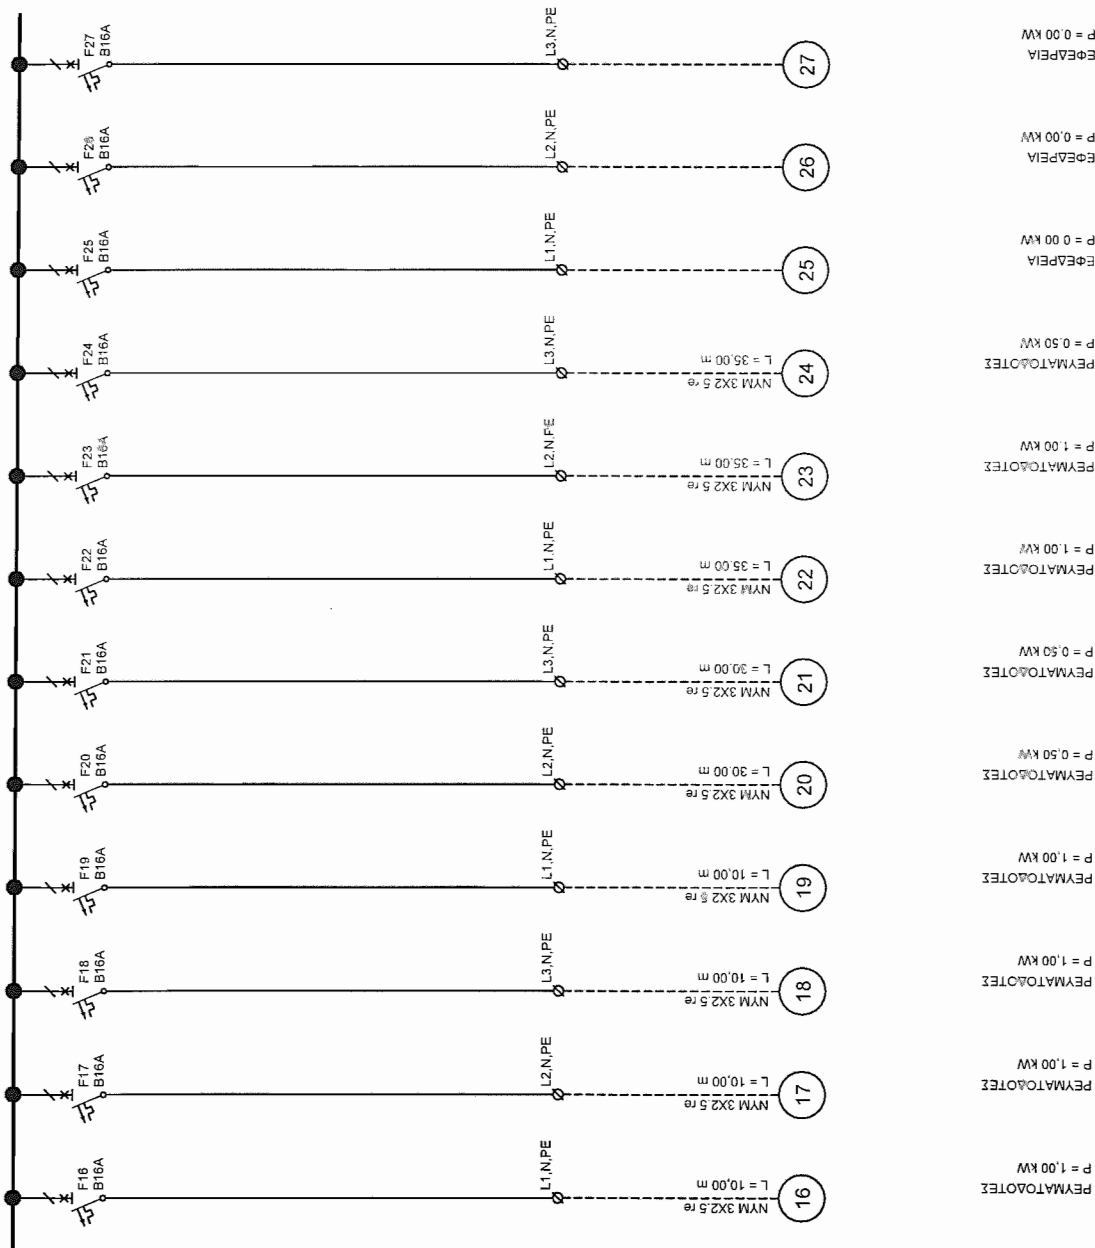 F27
B16A
L3,N,PE
27
ΕΦΕΔΡΕΙΑ
P = 0,00 kW
F26
B16A
L2,N,PE
26
ΕΦΕΔΡΕΙΑ
P = 0,00 kW
F25
B16A
L1,N,PE
25
ΕΦΕΔΡΕΙΑ
P = 0,00 kW
F24
B16A
L3,N,PE
NYM 3X2.5 re
L = 35,00 m
24
ΡΕΥΜΑΤΟΔΟΤΕΣ
P = 0,50 kW
F23
B16A
L2,N,PE
NYM 3X2.5 re
L = 35,00 m
23
ΡΕΥΜΑΤΟΔΟΤΕΣ
P = 1,00 kW
F22
B16A
L1,N,PE
NYM 3X2.5 re
L = 35,00 m
22
ΡΕΥΜΑΤΟΔΟΤΕΣ
P = 1,00 kW
F21
B16A
L3,N,PE
NYM 3X2.5 re
L = 30,00 m
21
ΡΕΥΜΑΤΟΔΟΤΕΣ
P = 0,50 kW
F20
B16A
L2,N,PE
NYM 3X2.5 re
L = 30,00 m
20
ΡΕΥΜΑΤΟΔΟΤΕΣ
P = 0,50 kW
F19
B16A
L1,N,PE
NYM 3X2.5 re
L = 10,00 m
19
ΡΕΥΜΑΤΟΔΟΤΕΣ
P = 1,00 kW
F18
B16A
L3,N,PE
NYM 3X2.5 re
L = 10,00 m
18
ΡΕΥΜΑΤΟΔΟΤΕΣ
P = 1,00 kW
F17
B16A
L2,N,PE
NYM 3X2.5 re
L = 10,00 m
17
ΡΕΥΜΑΤΟΔΟΤΕΣ
P = 1,00 kW
F16
B16A
L1,N,PE
NYM 3X2.5 re
L = 10,00 m
16
ΡΕΥΜΑΤΟΔΟΤΕΣ
P = 1,00 kW